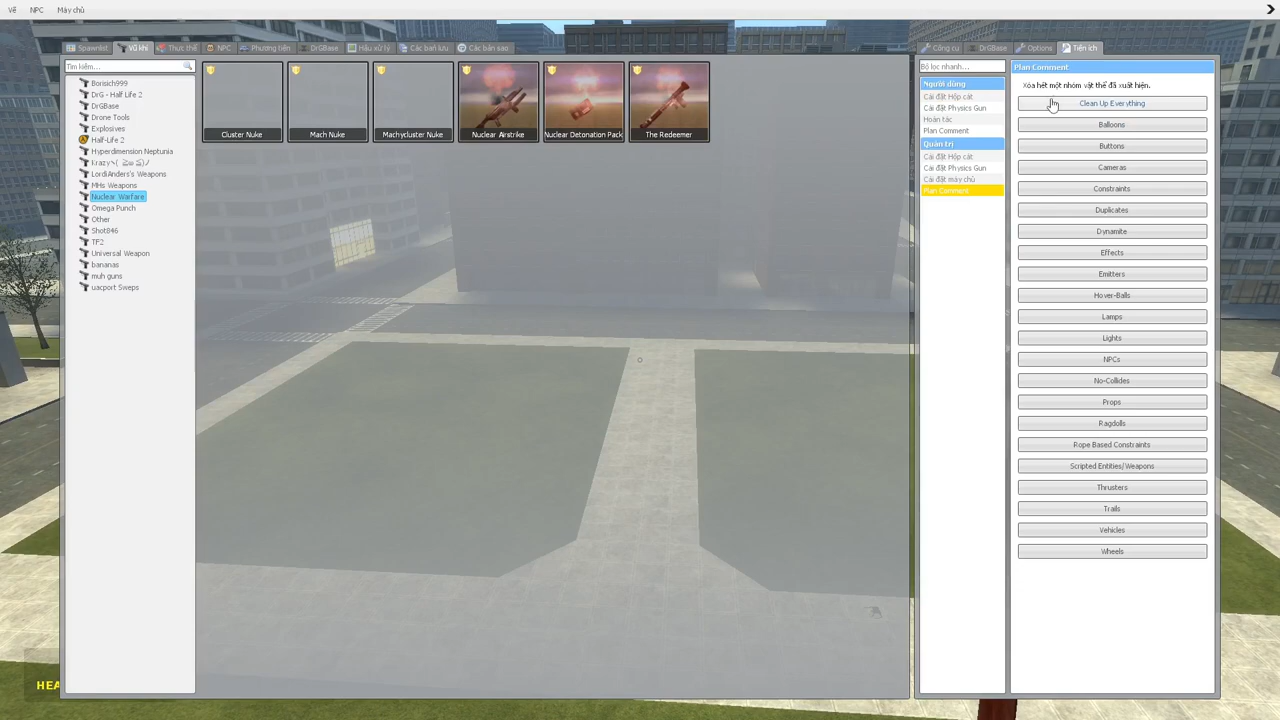 Vẽ NPC Máy chủ
Spawnlist Vũ khí Thực thể NPC Phương tiện DrGBase Hậu xử lý Các bản lưu Các bản sao
Công cụ DrGBase Options Tiện ích
Tìm kiếm...
Borisich999
DrG - Half Life 2
DrGBase
Drone Tools
Explosives
Half-Life 2
Hyperdimension Neptunia
LordiAnders's Weapons
MHs Weapons
Nuclear Warfare
Omega Punch
Other
Shot846
TF2
Universal Weapon
bananas
muh guns
uacport Sweps
Cluster Nuke
Mach Nuke
Machycluster Nuke
Nuclear Airstrike
Nuclear Detonation Pack
The Redeemer
Bộ lọc nhanh...
Người dùng
Cài đặt Hộp cát
Cài đặt Physics Gun
Hoàn tác
Plan Comment
Quản trị
Cài đặt Hộp cát
Cài đặt Physics Gun
Cài đặt máy chủ
Plan Comment
Plan Comment
Xóa hết một nhóm vật thể đã xuất hiện.
Clean Up Everything
Balloons
Buttons
Cameras
Constraints
Duplicates
Dynamite
Effects
Emitters
Hover-Balls
Lamps
Lights
NPCs
No-Collides
Props
Ragdolls
Rope Based Constraints
Scripted Entities/Weapons
Thrusters
Trails
Vehicles
Wheels
HEA